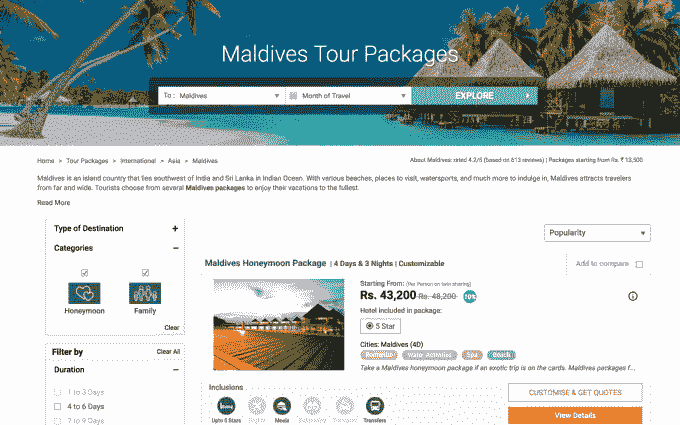 Maldives Tour Packages
To : Maldives
Month of Travel
EXPLORE
Home > Tour Packages > International > Asia > Maldives
About Maldives: rated 4.2/5 (based on 613 reviews) | Packages starting from Rs. ₹ 13,500
Maldives is an island country that lies southwest of India and Sri Lanka in Indian Ocean. With various beaches, places to visit, watersports, and much more to indulge in, Maldives attracts travelers
from far and wide. Tourists choose from several Maldives packages to enjoy their vacations to the fullest.
Read More
Type of Destination +
Categories −
Honeymoon
Family
Clear
Filter by
Clear All
Duration −
1 to 3 Days
4 to 6 Days
7 to 9 Days
Popularity
Maldives Honeymoon Package | 4 Days & 3 Nights | Customizable
Add to compare
Starting From: (Per Person on twin sharing)
Rs. 43,200 Rs. 48,200 10%
Hotel included in package:
5 Star
Cities: Maldives (4D)
Romantic Water Activities Spa Beach
Take a Maldives honeymoon package if an exotic trip is on the cards. Maldives packages f...
Inclusions
Upto 5 Stars
Meals
Transfers
CUSTOMISE & GET QUOTES
View Details